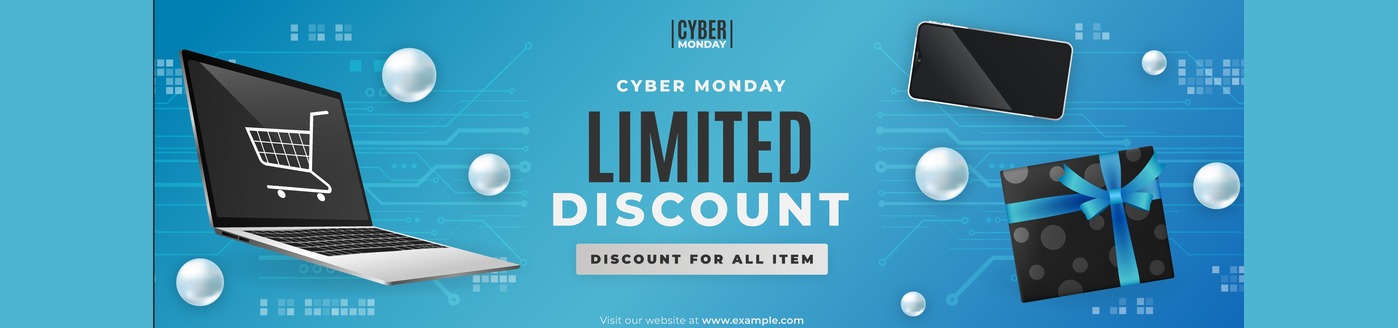 CYBER
MONDAY
CYBER MONDAY
LIMITED
DISCOUNT
DISCOUNT FOR ALL ITEM
Visit our website at www.example.com